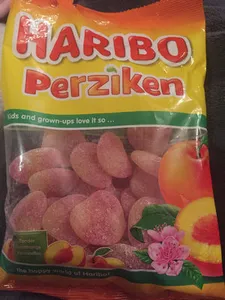 HARIBO
Perziken
Kids and grown-ups love it so ...
The happy world of Haribo!